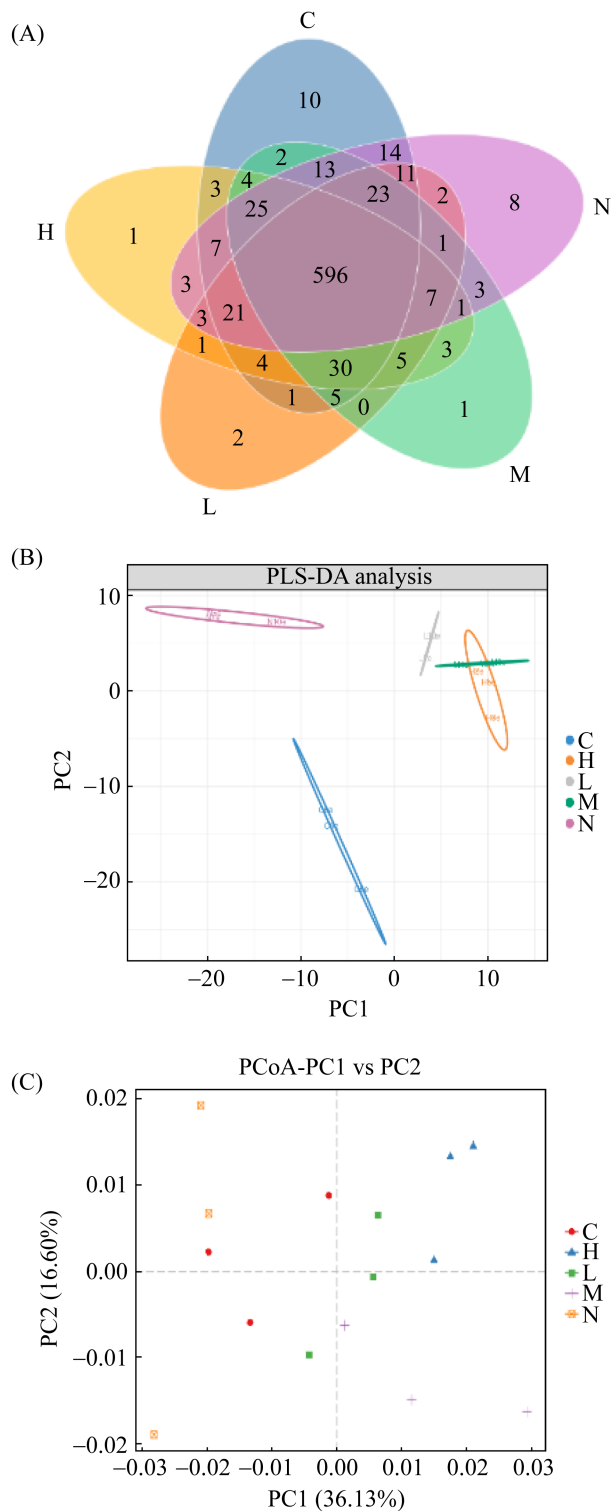 (A)
C
10
2
14
13
11
3
4
23
2
8
N
H
1
25
7
596
1
3
3
21
7
1
3
1
4
30
5
3
1
5
0
1
2
L
M
(B)
PLS-DA analysis
10
0
−10
−20
PC2
−20
−10
0
10
PC1
C
H
L
M
N
(C)
PCoA-PC1 vs PC2
0.02
0.01
0.00
−0.01
−0.02
PC2 (16.60%)
−0.03
−0.02
−0.01
0.00
0.01
0.02
0.03
PC1 (36.13%)
C
H
L
M
N